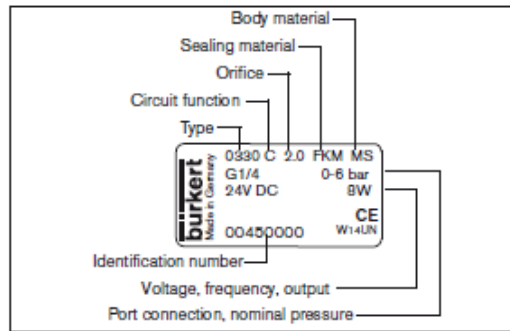 Body material
Sealing material
Orifice
Circuit function
Type
0330 C 2.0 FKM MS
G1/4 0-6 bar
24V DC 8W
CE
00450000 W14UN
burkert
Made in Germany
Identification number
Voltage, frequency, output
Port connection, nominal pressure